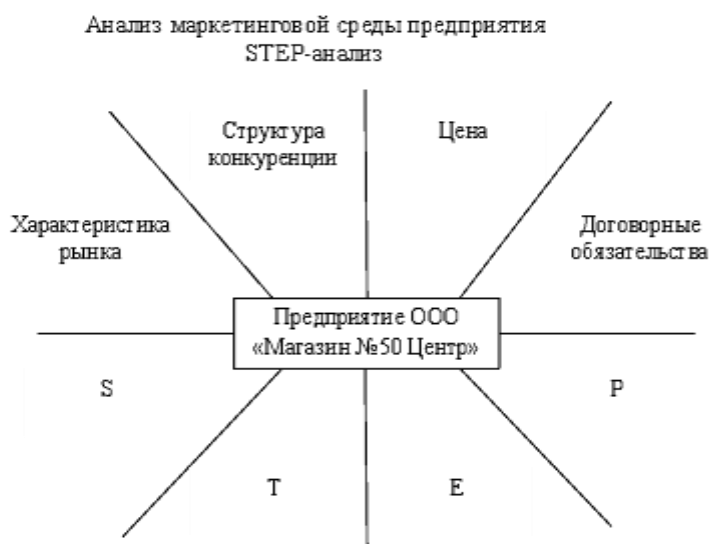 Анализ маркетинговой среды предприятия
STEP-анализ
Структура
конкуренции
Цена
Характеристика
рынка
Договорные
обязательства
Предприятие ООО
«Магазин №50 Центр»
S
P
T
E